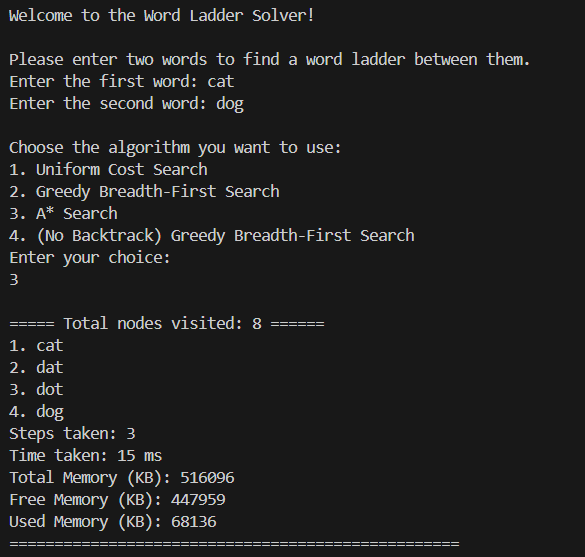 Welcome to the Word Ladder Solver!
Please enter two words to find a word ladder between them.
Enter the first word: cat
Enter the second word: dog
Choose the algorithm you want to use:
1. Uniform Cost Search
2. Greedy Breadth-First Search
3. A* Search
4. (No Backtrack) Greedy Breadth-First Search
Enter your choice:
3
===== Total nodes visited: 8 ======
1. cat
2. dat
3. dot
4. dog
Steps taken: 3
Time taken: 15 ms
Total Memory (KB): 516096
Free Memory (KB): 447959
Used Memory (KB): 68136
==================================================